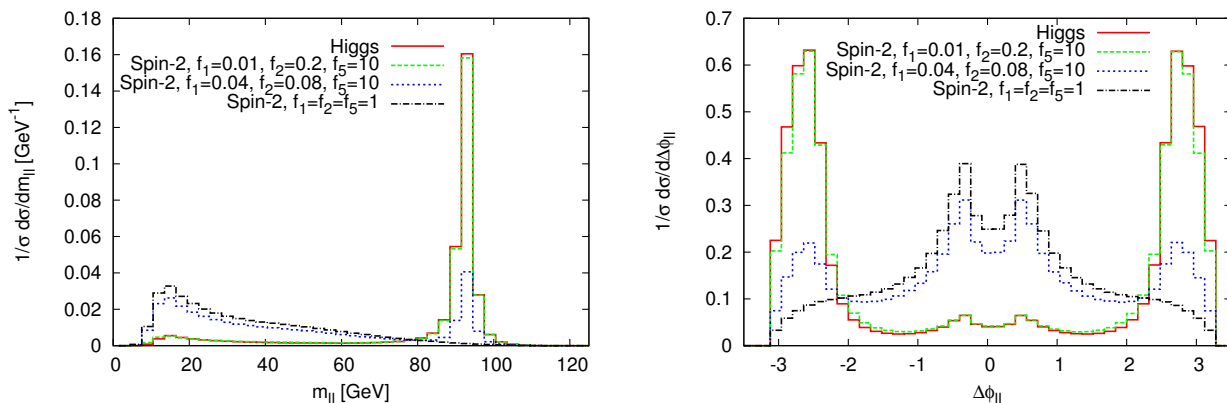 0.18
0.16
0.14
0.12
0.1
0.08
0.06
0.04
0.02
0
1/σ dσ/dm_ll [GeV⁻¹]
Higgs
Spin-2, f₁=0.01, f₂=0.2, f₅=10
Spin-2, f₁=0.04, f₂=0.08, f₅=10
Spin-2, f₁=f₂=f₅=1
0 20 40 60 80 100 120
m_ll [GeV]
0.7
0.6
0.5
0.4
0.3
0.2
0.1
0
1/σ dσ/dΔϕ_ll
Higgs
Spin-2, f₁=0.01, f₂=0.2, f₅=10
Spin-2, f₁=0.04, f₂=0.08, f₅=10
Spin-2, f₁=f₂=f₅=1
-3 -2 -1 0 1 2 3
Δϕ_ll